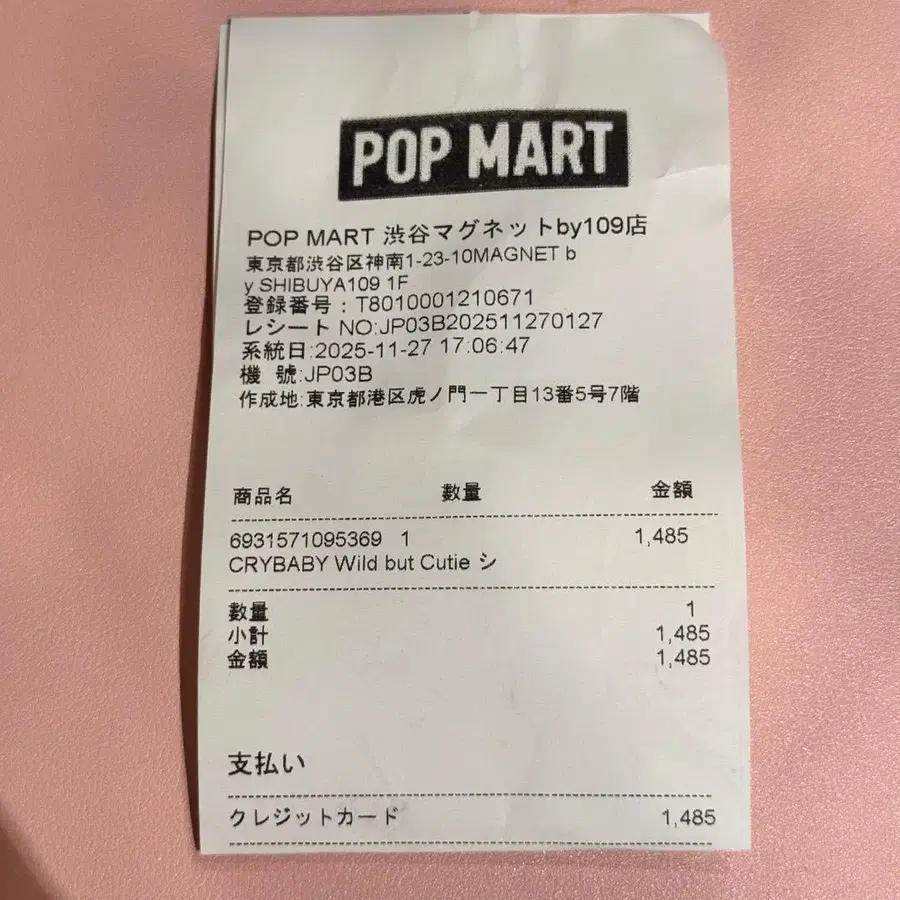 POP MART
POP MART 渋谷マグネットby109店
東京都渋谷区神南1-23-10MAGNET b
y SHIBUYA109 1F
登録番号：T8010001210671
レシート NO:JP03B202511270127
系統日:2025-11-27 17:06:47
機 號:JP03B
作成地:東京都港区虎ノ門一丁目13番5号7階
商品名 数量 金額
6931571095369 1 1,485
CRYBABY Wild but Cutie シ
數量 1
小計 1,485
金額 1,485
支払い
クレジットカード 1,485